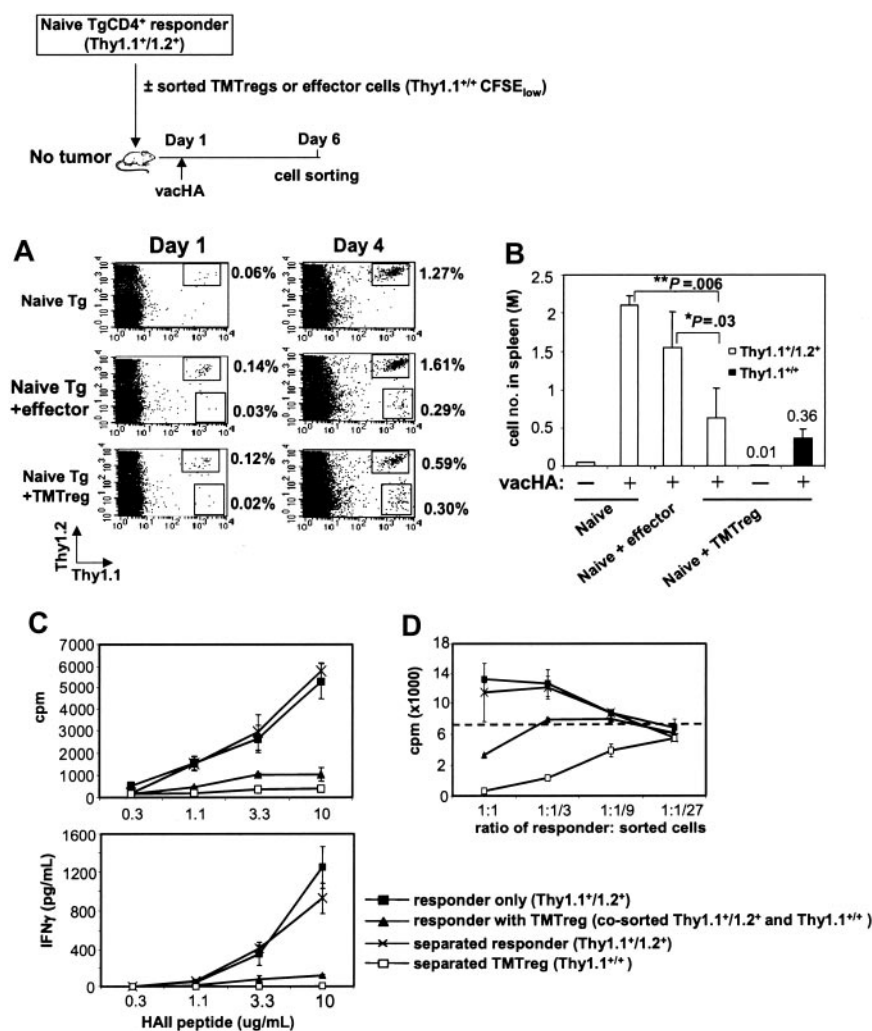 Naive TgCD4⁺ responder
(Thy1.1⁺/1.2⁺)
± sorted TMTregs or effector cells (Thy1.1⁺/⁺ CFSElow)
Day 1
Day 6
No tumor
cell sorting
vacHA
A
Day 1
Day 4
Naive Tg
0.06%
1.27%
Naive Tg
+effector
0.14%
0.03%
1.61%
0.29%
Naive Tg
+TMTreg
0.12%
0.02%
0.59%
0.30%
10⁰ 10¹ 10² 10³ 10⁴
Thy1.2
Thy1.1
B
cell no. in spleen (M)
2.5
2
1.5
1
0.5
0
**P =.006
*P=.03
Thy1.1⁺/1.2⁺
Thy1.1⁺/⁺
0.01
0.36
vacHA: — + + + — +
Naive
Naive + effector
Naive + TMTreg
C
cpm
7000
6000
5000
4000
3000
2000
1000
0
0.3 1.1 3.3 10
IFNγ (pg/mL)
1600
1200
800
400
0
0.3 1.1 3.3 10
HAII peptide (ug/mL)
D
cpm (x1000)
18
14
10
6
2
0
1:1 1:1/3 1:1/9 1:1/27
ratio of responder: sorted cells
responder only (Thy1.1⁺/1.2⁺)
responder with TMTreg (co-sorted Thy1.1⁺/1.2⁺ and Thy1.1⁺/⁺)
separated responder (Thy1.1⁺/1.2⁺)
separated TMTreg (Thy1.1⁺/⁺)